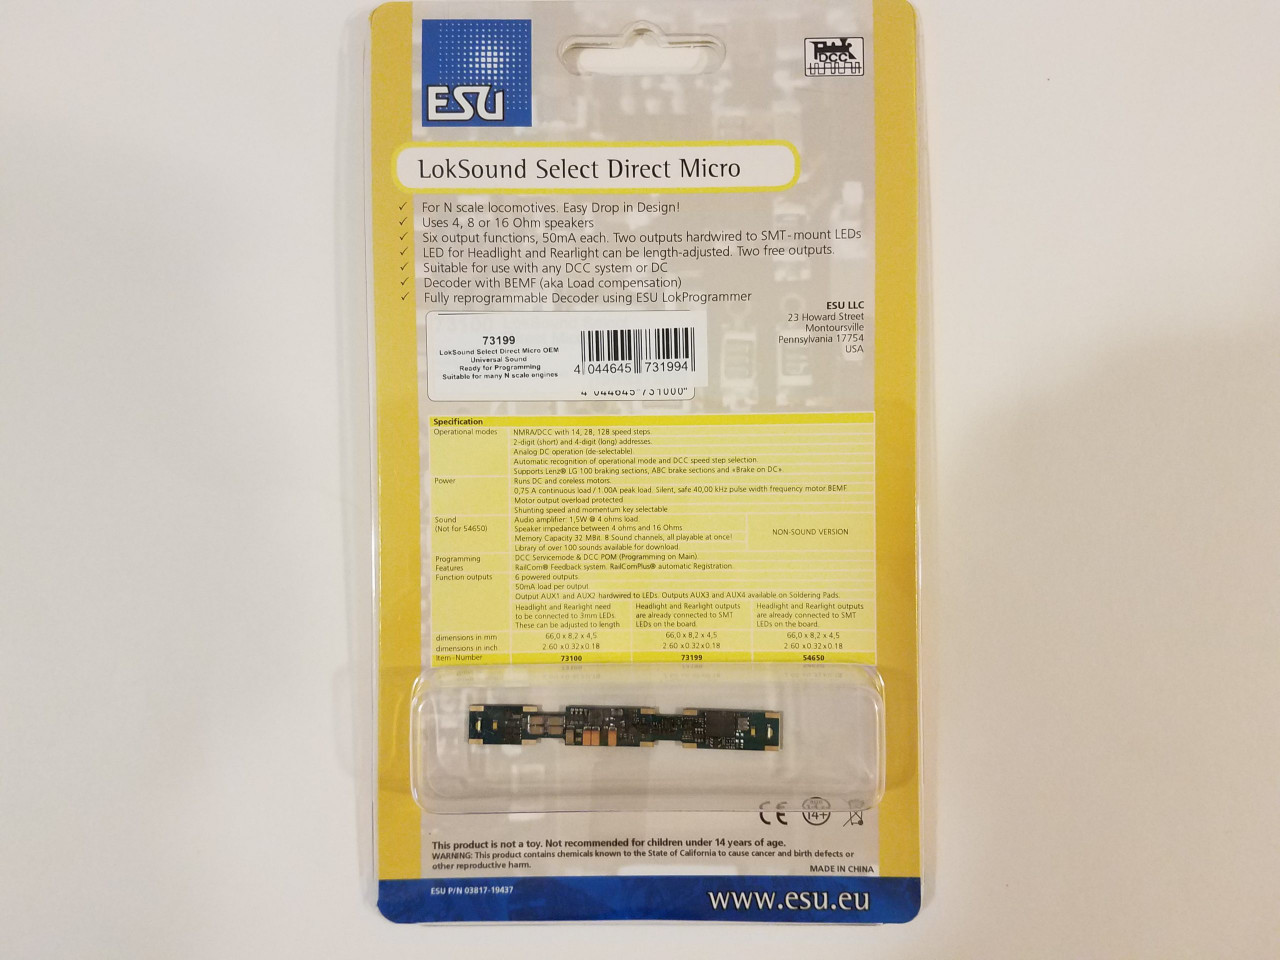 ESU
DCC
LokSound Select Direct Micro
✓ For N scale locomotives. Easy Drop in Design!
✓ Uses 4, 8 or 16 Ohm speakers
✓ Six output functions, 50mA each. Two outputs hardwired to SMT-mount LEDs
✓ LED for Headlight and Rearlight can be length-adjusted. Two free outputs.
✓ Suitable for use with any DCC system or DC
✓ Decoder with BEMF (aka Load compensation)
✓ Fully reprogrammable Decoder using ESU LokProgrammer
ESU LLC
23 Howard Street
Montoursville
Pennsylvania 17754
USA
73199
LokSound Select Direct Micro OEM
Universal Sound
Ready for Programming
Suitable for many N scale engines
4 044645 731994
4 044645 731000
Specification
Operational modes NMRA/DCC with 14, 28, 128 speed steps.
2-digit (short) and 4-digit (long) addresses.
Analog DC operation (de-selectable).
Automatic recognition of operational mode and DCC speed step selection.
Supports Lenz® LG 100 braking sections, ABC brake sections and «Brake on DC»
Power Runs DC and coreless motors.
0,75 A continuous load / 1.00A peak load. Silent, safe 40,00 kHz pulse width frequency motor BEMF
Motor output overload protected
Shunting speed and momentum key selectable
Sound Audio amplifier: 1,5W @ 4 ohms load.
(Not for 54650) Speaker impedance between 4 ohms and 16 Ohms
Memory Capacity 32 MBit. 8 Sound channels, all playable at once!
Library of over 100 sounds available for download.
NON-SOUND VERSION
Programming DCC Servicemode & DCC POM (Programming on Main).
Features RailCom® Feedback system. RailComPlus® automatic Registration.
Function outputs 6 powered outputs
50mA load per output
Output AUX1 and AUX2 hardwired to LEDs. Outputs AUX3 and AUX4 available on Soldering Pads.
Headlight and Rearlight need Headlight and Rearlight outputs Headlight and Rearlight outputs
to be connected to 3mm LEDs. are already connected to SMT are already connected to SMT
These can be adjusted to length LEDs on the board. LEDs on the board.
dimensions in mm 66,0 x 8,2 x 4,5 66,0 x 8,2 x 4,5 66,0 x 8,2 x 4,5
dimensions in inch 2.60 x0.32x0.18 2.60 x0.32x0.18 2.60 x0.32x0.18
Item-Number 73100 73199 54650
CE
14+
This product is not a toy. Not recommended for children under 14 years of age.
WARNING: This product contains chemicals known to the State of California to cause cancer and birth defects or
other reproductive harm.
MADE IN CHINA
ESU P/N 03817-19437
www.esu.eu